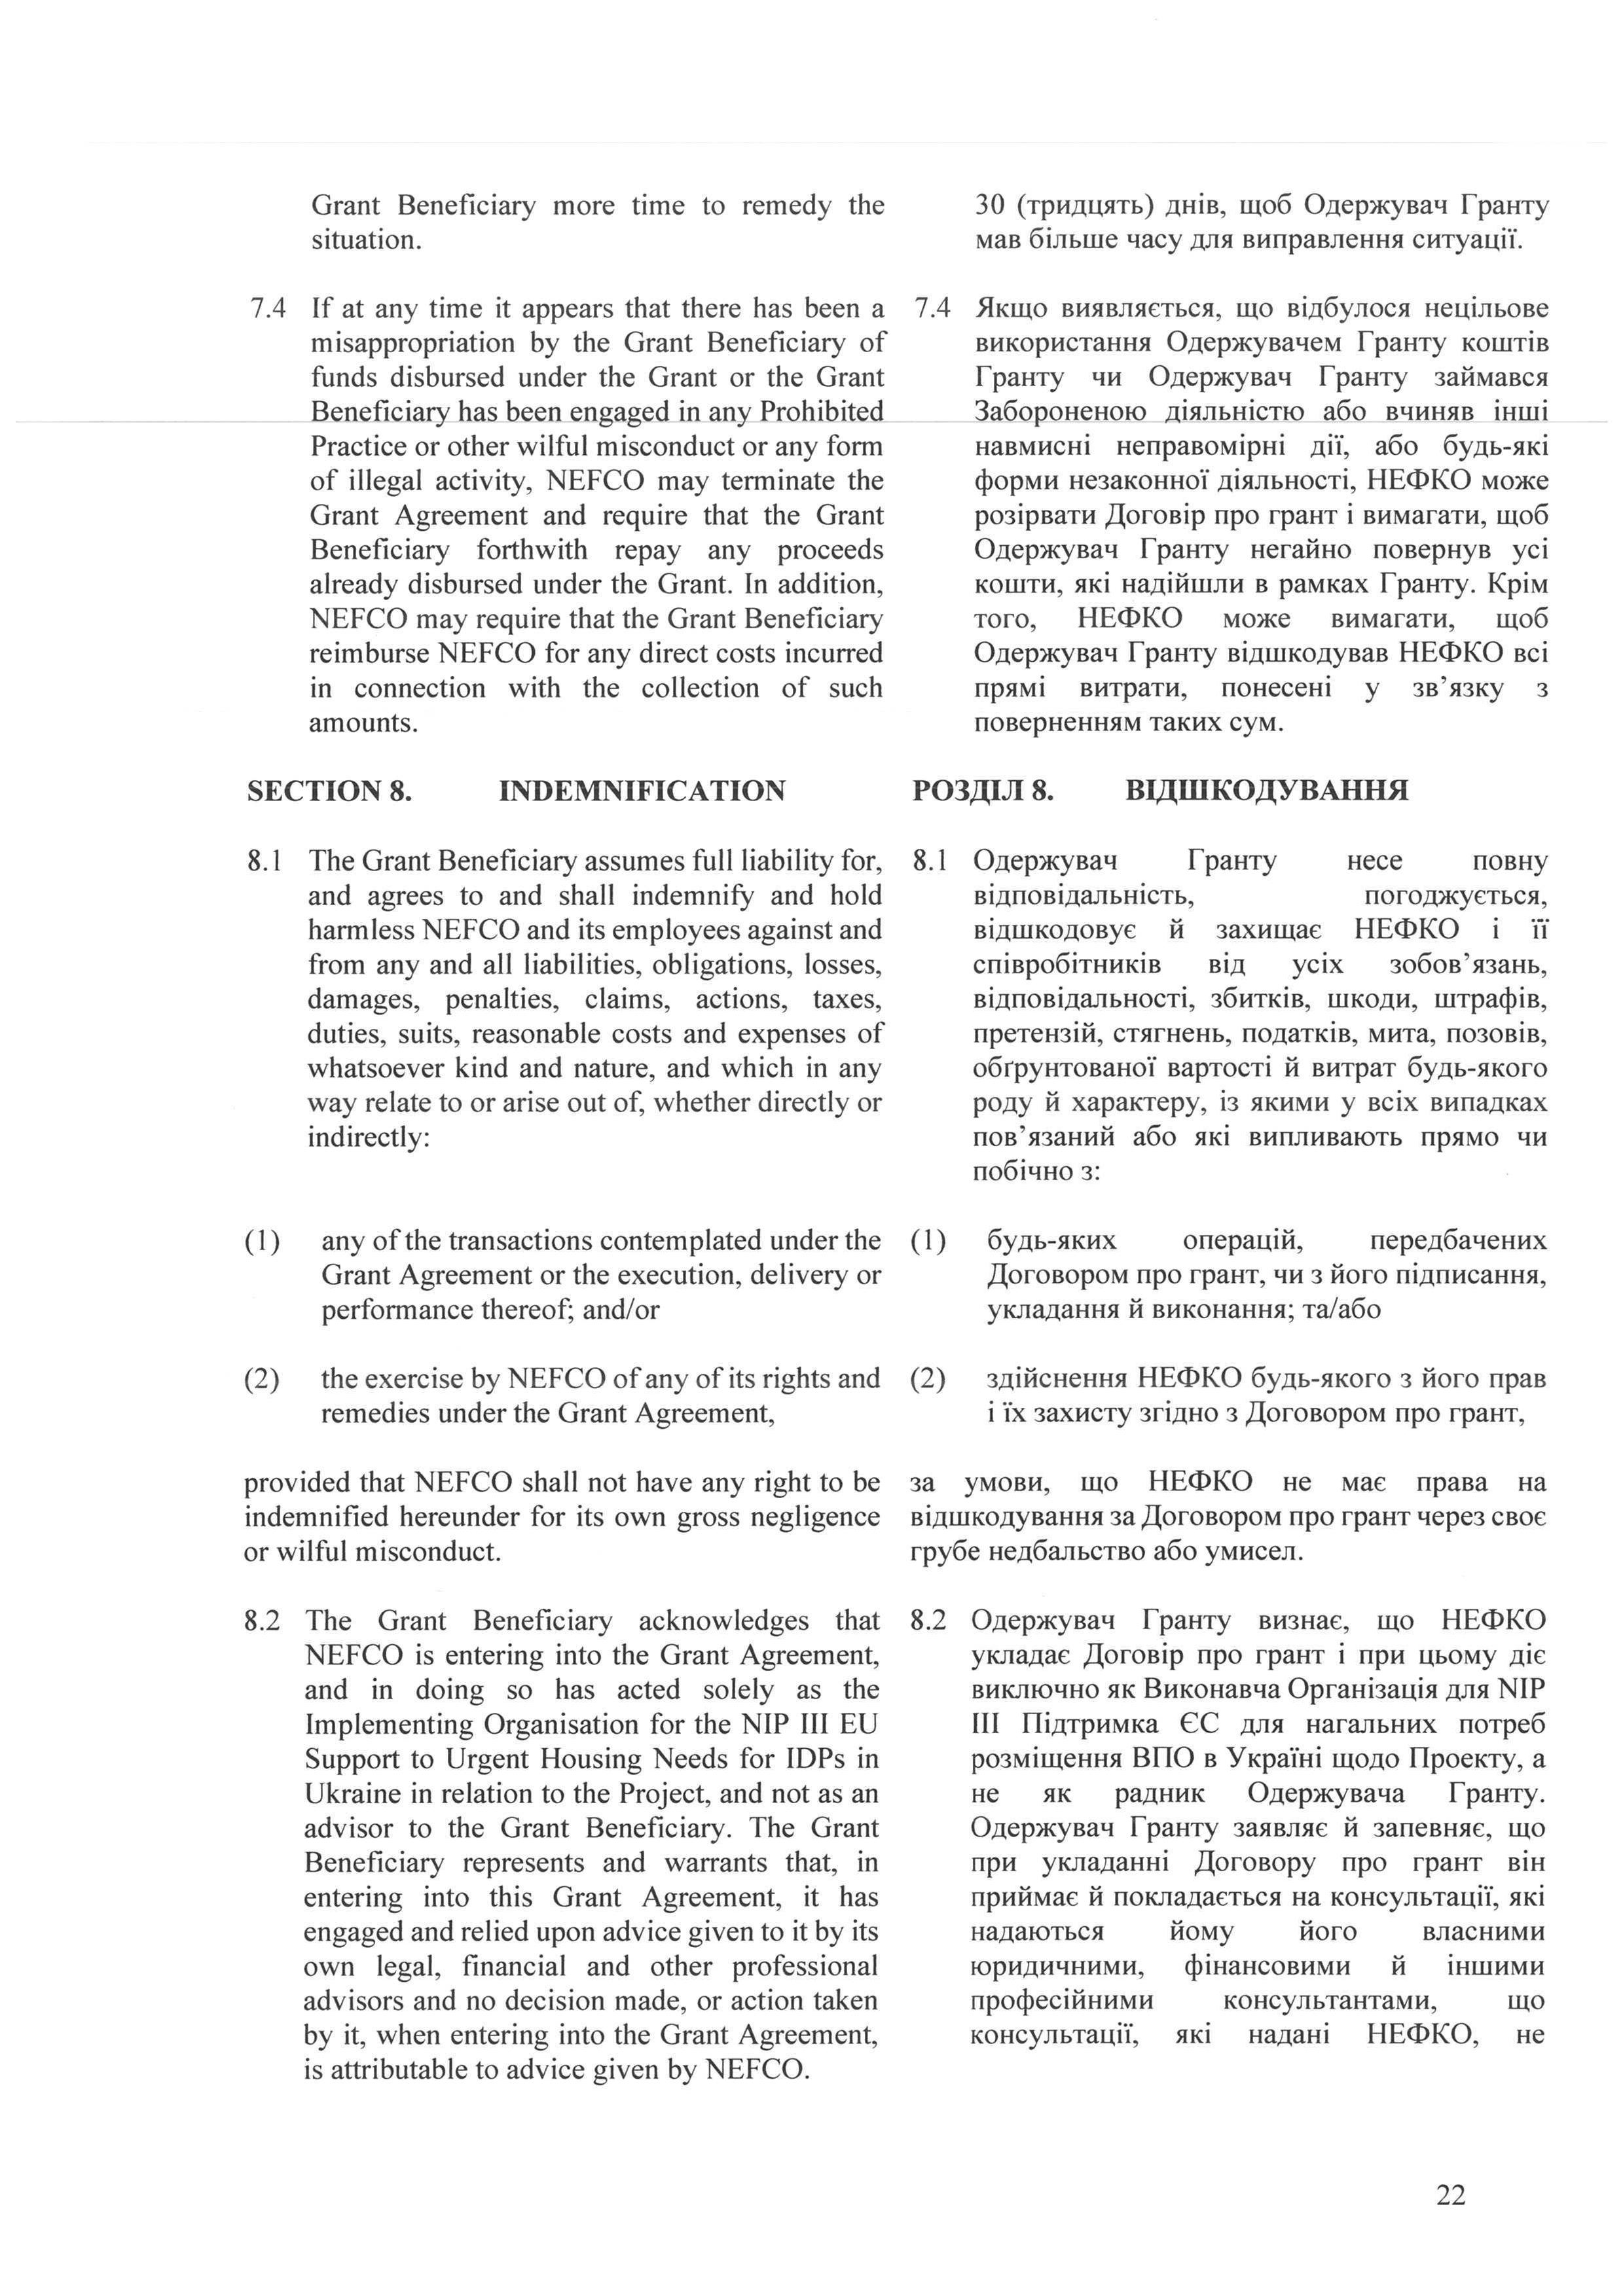 Grant Beneficiary more time to remedy the
situation.
7.4 If at any time it appears that there has been a
misappropriation by the Grant Beneficiary of
funds disbursed under the Grant or the Grant
Beneficiary has been engaged in any Prohibited
Practice or other wilful misconduct or any form
of illegal activity, NEFCO may terminate the
Grant Agreement and require that the Grant
Beneficiary forthwith repay any proceeds
already disbursed under the Grant. In addition,
NEFCO may require that the Grant Beneficiary
reimburse NEFCO for any direct costs incurred
in connection with the collection of such
amounts.
SECTION 8. INDEMNIFICATION
8.1 The Grant Beneficiary assumes full liability for,
and agrees to and shall indemnify and hold
harmless NEFCO and its employees against and
from any and all liabilities, obligations, losses,
damages, penalties, claims, actions, taxes,
duties, suits, reasonable costs and expenses of
whatsoever kind and nature, and which in any
way relate to or arise out of, whether directly or
indirectly:
(1) any of the transactions contemplated under the
Grant Agreement or the execution, delivery or
performance thereof; and/or
(2) the exercise by NEFCO of any of its rights and
remedies under the Grant Agreement,
provided that NEFCO shall not have any right to be
indemnified hereunder for its own gross negligence
or wilful misconduct.
8.2 The Grant Beneficiary acknowledges that
NEFCO is entering into the Grant Agreement,
and in doing so has acted solely as the
Implementing Organisation for the NIP III EU
Support to Urgent Housing Needs for IDPs in
Ukraine in relation to the Project, and not as an
advisor to the Grant Beneficiary. The Grant
Beneficiary represents and warrants that, in
entering into this Grant Agreement, it has
engaged and relied upon advice given to it by its
own legal, financial and other professional
advisors and no decision made, or action taken
by it, when entering into the Grant Agreement,
is attributable to advice given by NEFCO.
30 (тридцять) днів, щоб Одержувач Гранту
мав більше часу для виправлення ситуації.
7.4 Якщо виявляється, що відбулося нецільове
використання Одержувачем Гранту коштів
Гранту чи Одержувач Гранту займався
Забороненою діяльністю або вчиняв інші
навмисні неправомірні дії, або будь-які
форми незаконної діяльності, НЕФКО може
розірвати Договір про грант і вимагати, щоб
Одержувач Гранту негайно повернув усі
кошти, які надійшли в рамках Гранту. Крім
того, НЕФКО може вимагати, щоб
Одержувач Гранту відшкодував НЕФКО всі
прямі витрати, понесені у зв’язку з
поверненням таких сум.
РОЗДІЛ 8. ВІДШКОДУВАННЯ
8.1 Одержувач Гранту несе повну
відповідальність, погоджується,
відшкодовує й захищає НЕФКО і її
співробітників від усіх зобов’язань,
відповідальності, збитків, шкоди, штрафів,
претензій, стягнень, податків, мита, позовів,
обґрунтованої вартості й витрат будь-якого
роду й характеру, із якими у всіх випадках
пов’язаний або які випливають прямо чи
побічно з:
(1) будь-яких операцій, передбачених
Договором про грант, чи з його підписання,
укладання й виконання; та/або
(2) здійснення НЕФКО будь-якого з його прав
і їх захисту згідно з Договором про грант,
за умови, що НЕФКО не має права на
відшкодування за Договором про грант через своє
грубе недбальство або умисел.
8.2 Одержувач Гранту визнає, що НЕФКО
укладає Договір про грант і при цьому діє
виключно як Виконавча Організація для NIP
III Підтримка ЄС для нагальних потреб
розміщення ВПО в Україні щодо Проекту, а
не як радник Одержувача Гранту.
Одержувач Гранту заявляє й запевняє, що
при укладанні Договору про грант він
приймає й покладається на консультації, які
надаються йому його власними
юридичними, фінансовими й іншими
професійними консультантами, що
консультації, які надані НЕФКО, не
22